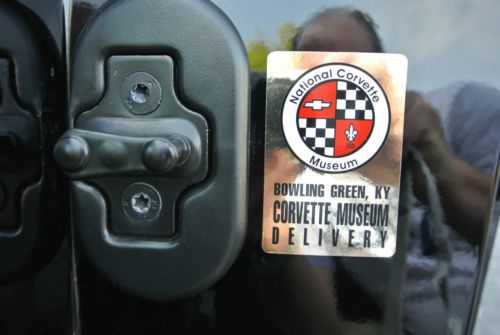 National Corvette
Museum
BOWLING GREEN, KY
CORVETTE MUSEUM
DELIVERY